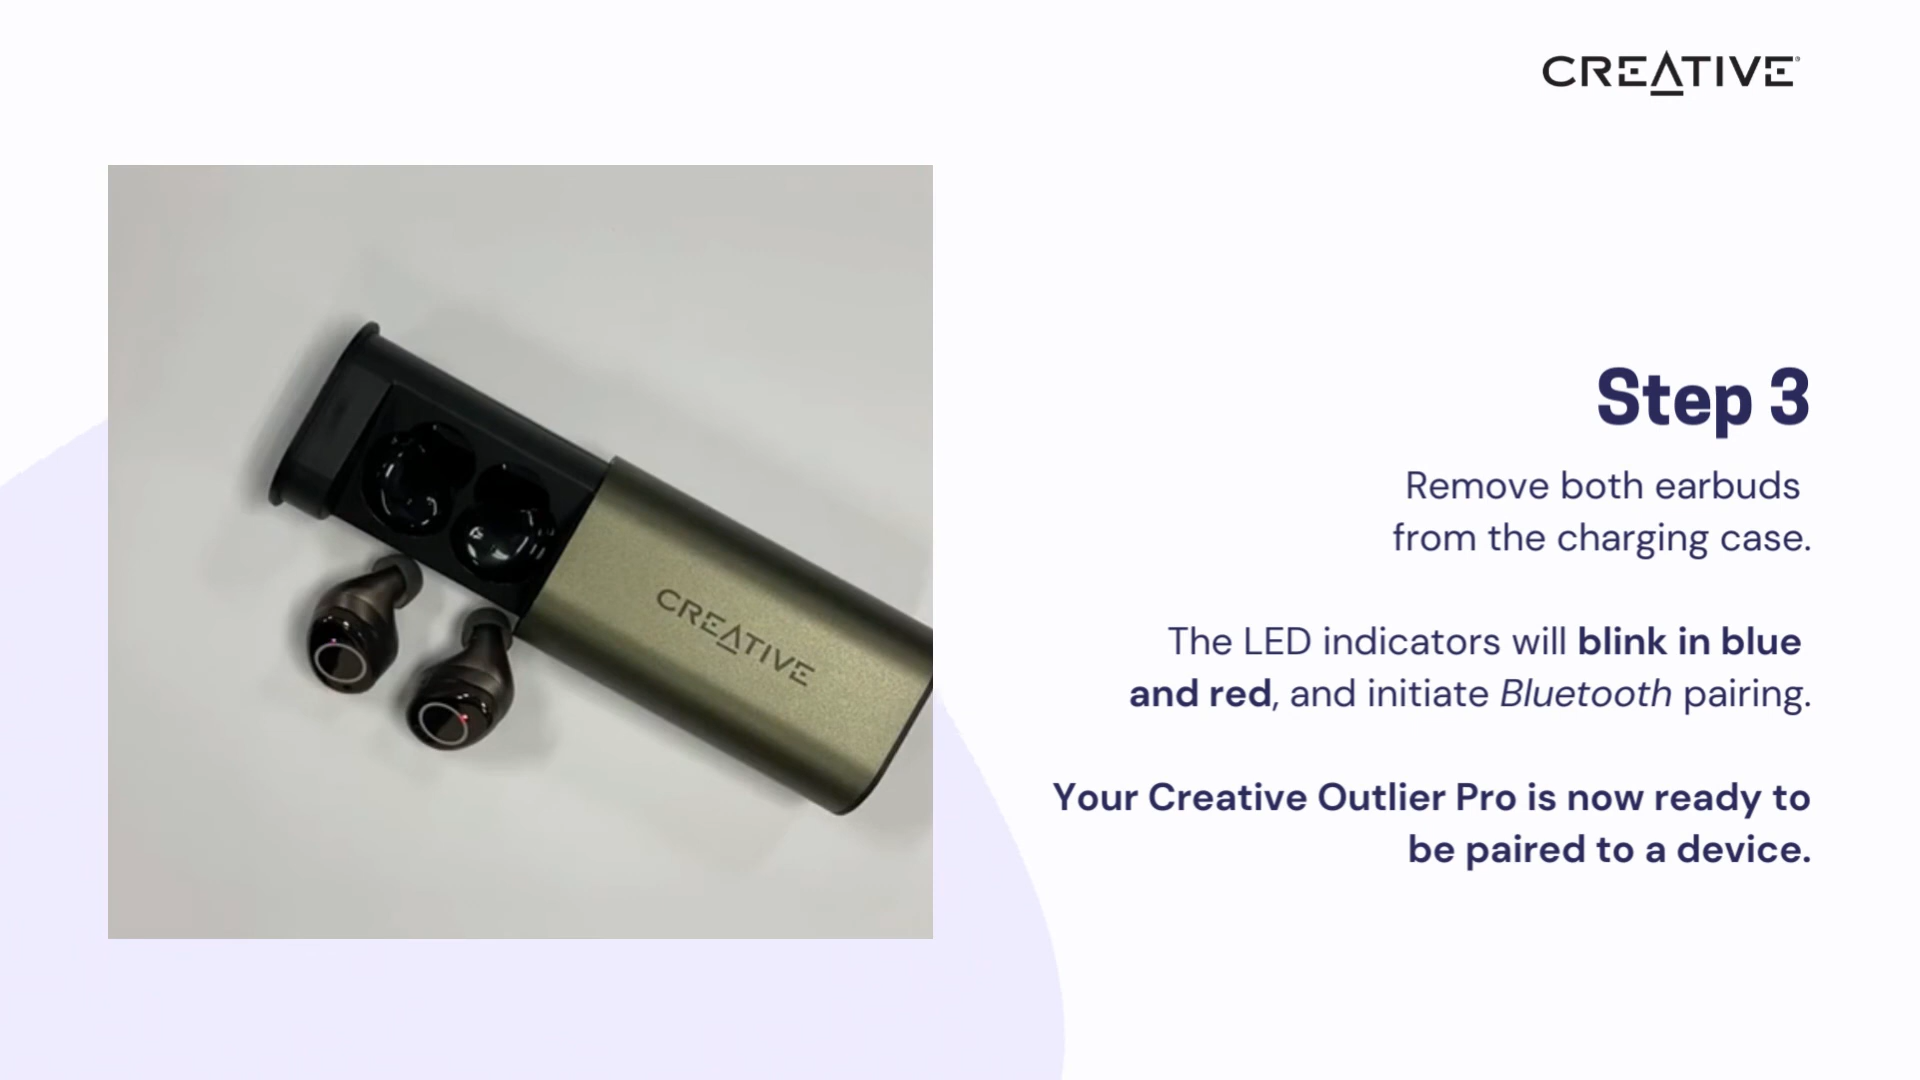 CREATIVE
CREATIVE
Step 3
Remove both earbuds
from the charging case.
The LED indicators will blink in blue
and red, and initiate Bluetooth pairing.
Your Creative Outlier Pro is now ready to
be paired to a device.